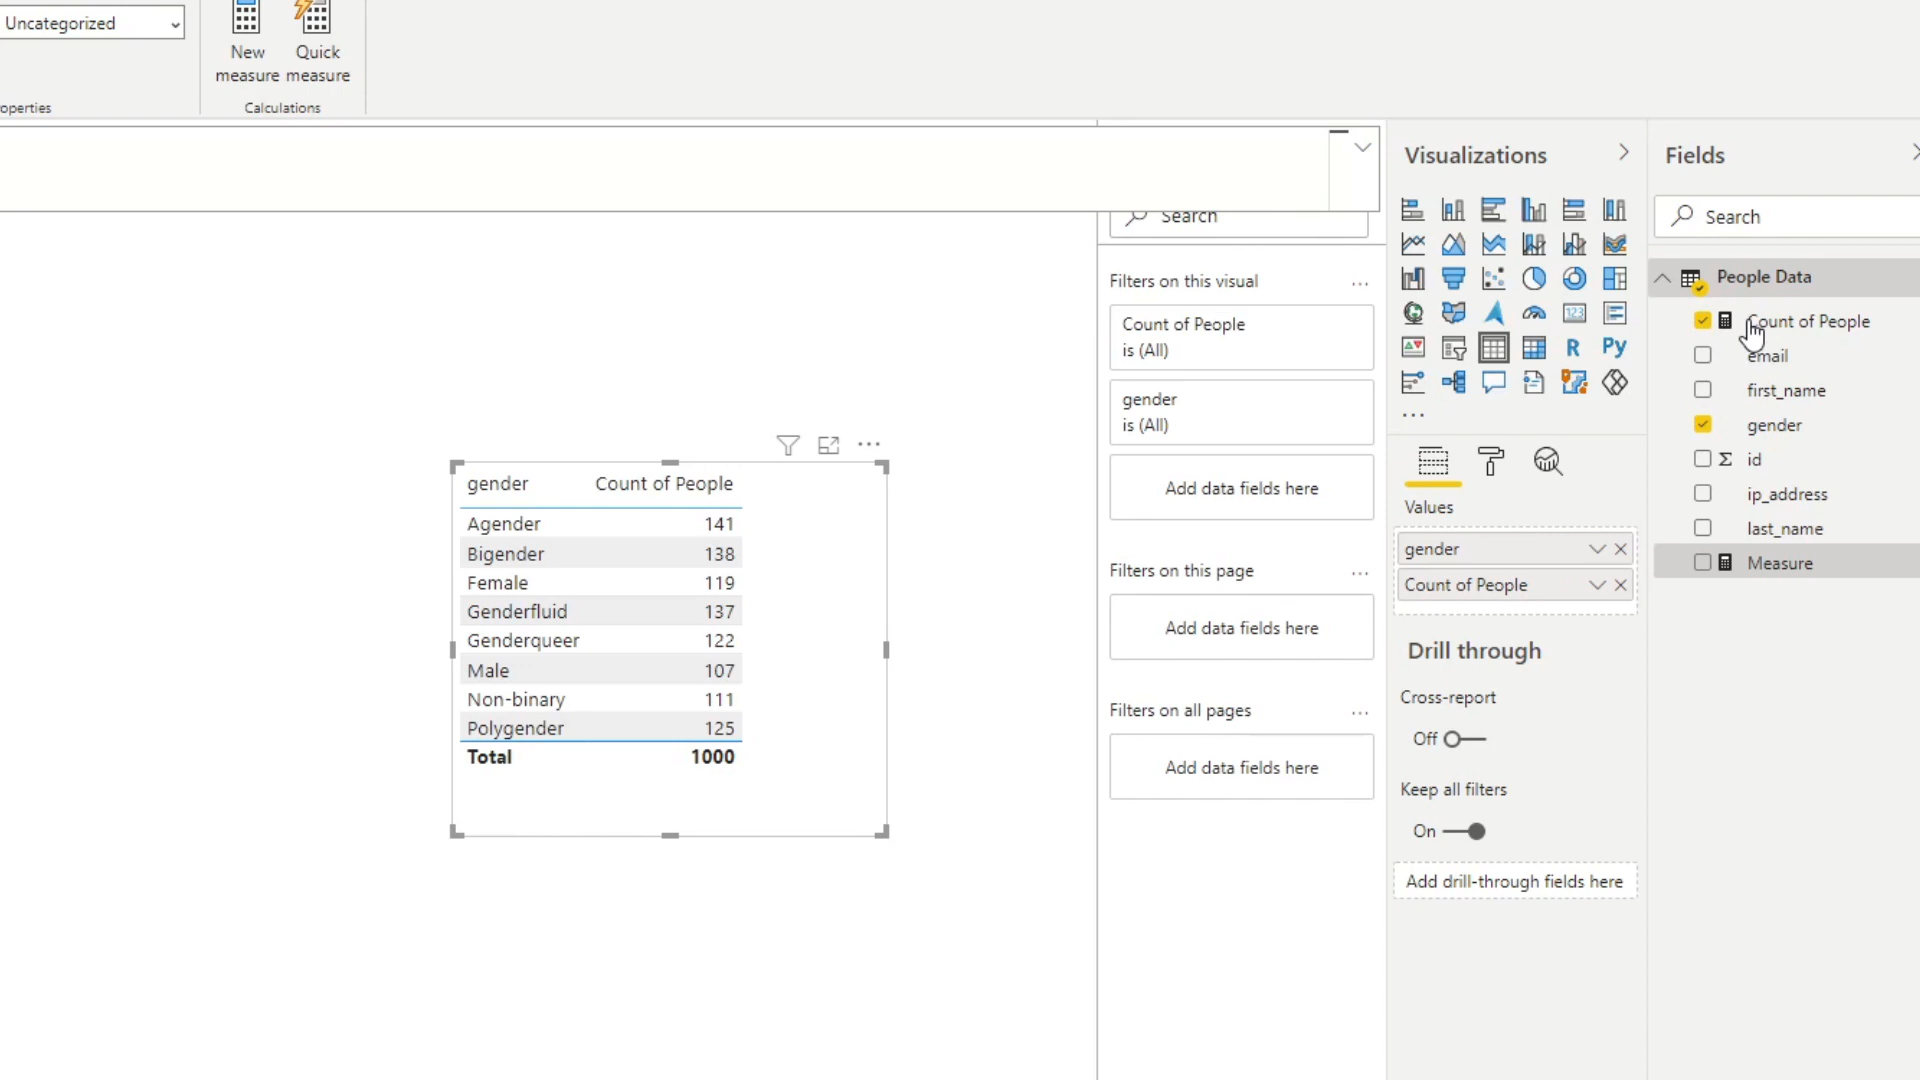 Uncategorized
New
measure
Quick
measure
operties
Calculations
Search
Filters on this visual
...
Count of People
is (All)
gender
is (All)
Add data fields here
Filters on this page
...
Add data fields here
Filters on all pages
...
Add data fields here
gender Count of People
Agender 141
Bigender 138
Female 119
Genderfluid 137
Genderqueer 122
Male 107
Non-binary 111
Polygender 125
Total 1000
Visualizations
123
R
Py
...
Values
gender
Count of People
Drill through
Cross-report
Off
Keep all filters
On
Add drill-through fields here
Fields
Search
People Data
Count of People
email
first_name
gender
Σ id
ip_address
last_name
Measure